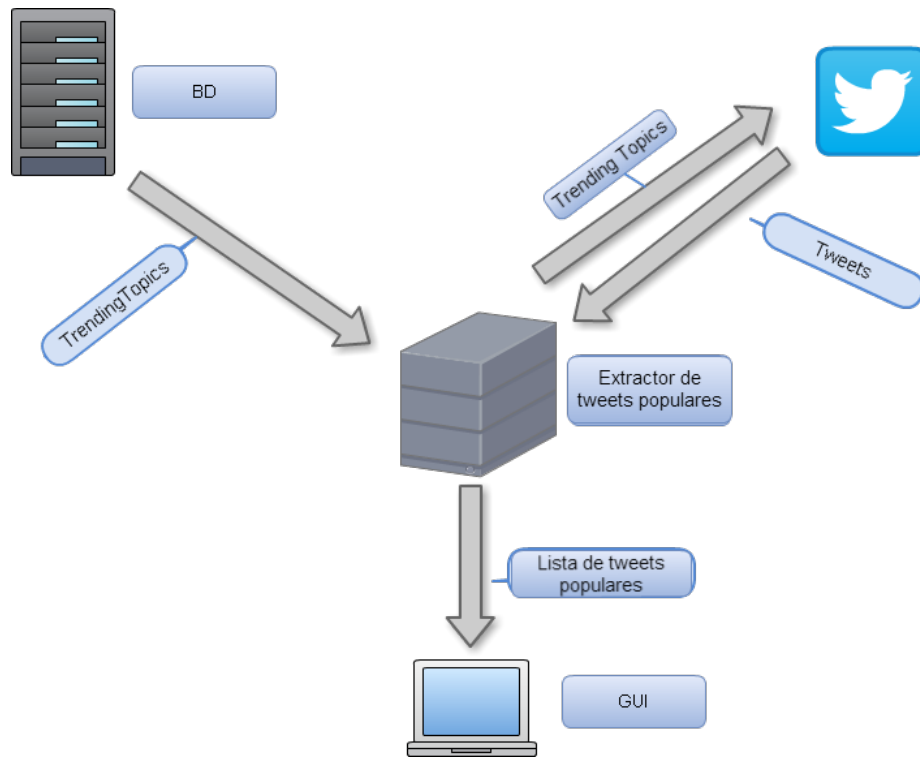 BD
Trending Topics
Tweets
TrendingTopics
Extractor de
tweets populares
Lista de tweets
populares
GUI